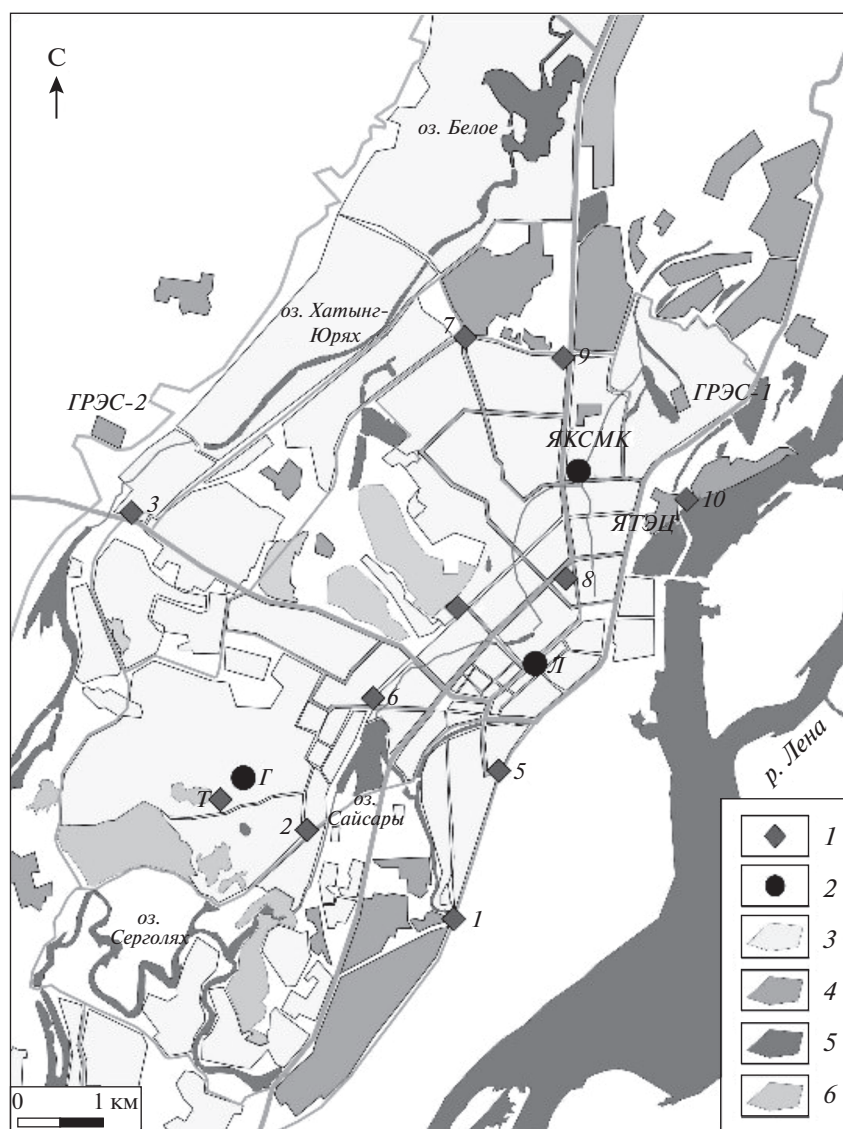 С
оз. Белое
оз. Хатынг-
Юрях
7
9
ГРЭС-2
ГРЭС-1
ЯКСМК
3
10
ЯТЭЦ
8
Л
6
Г
Т
5
р. Лена
2
оз.
Сайсары
1
оз.
Серголях
1
2
3
4
5
6
0 1 км